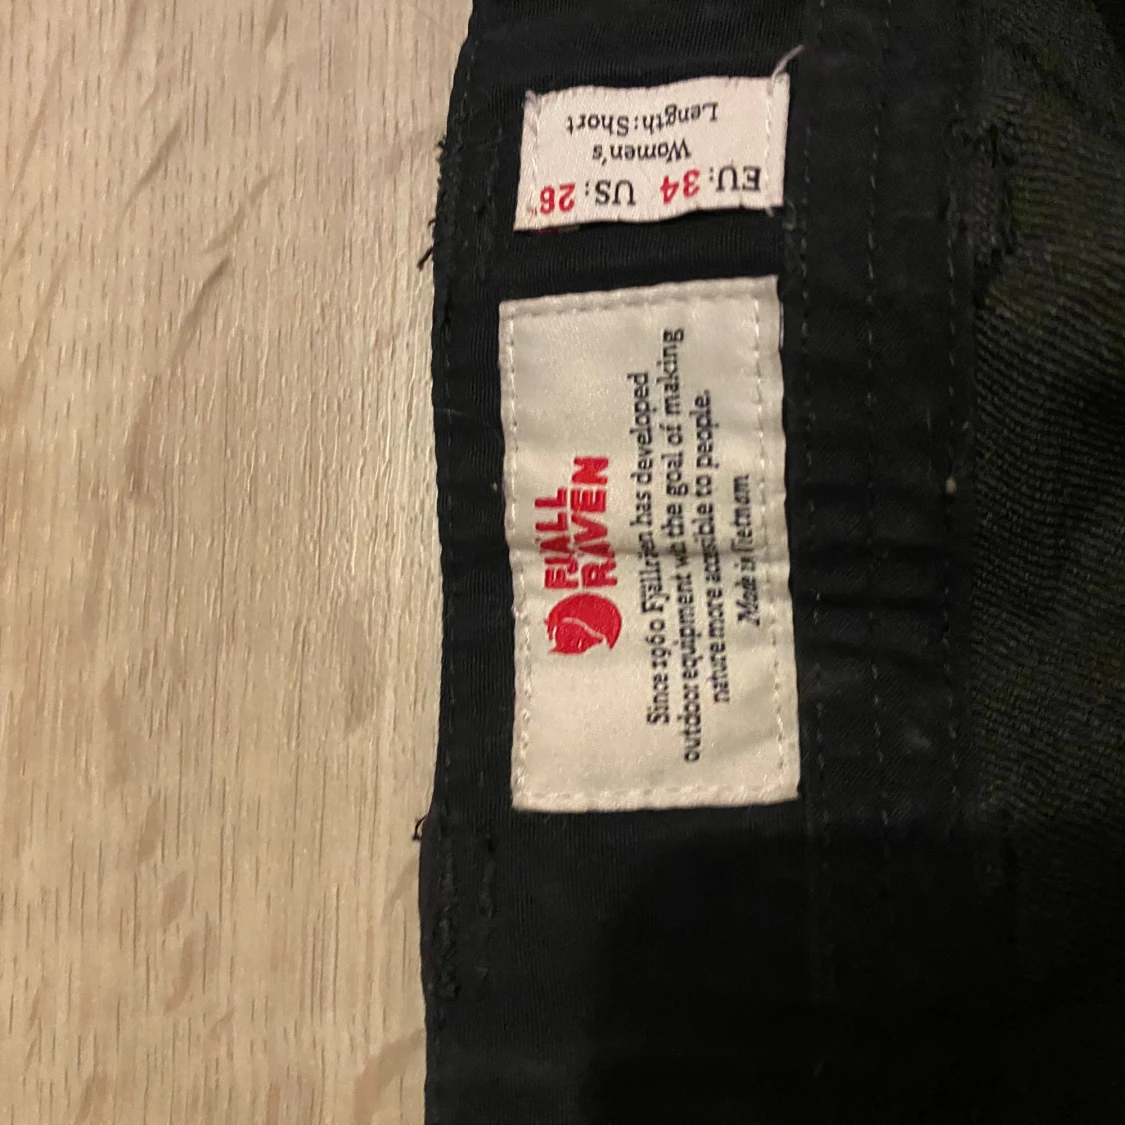 EU: 34 US: 26
Women's
Length: Short
FJÄLL
RÄVEN
Since 1960 Fjällräven has developed
outdoor equipment with the goal of making
nature more accessible to people.
Made in Vietnam